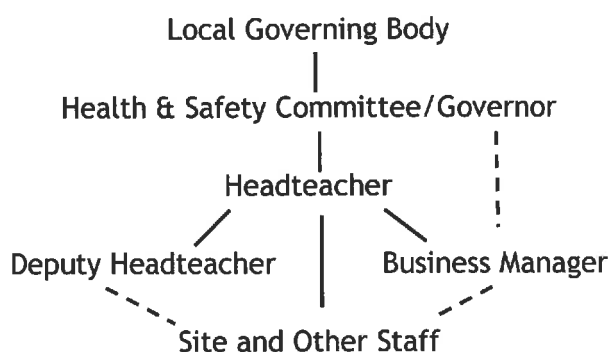 Local Governing Body
Health & Safety Committee/Governor
Headteacher
Deputy Headteacher
Business Manager
Site and Other Staff